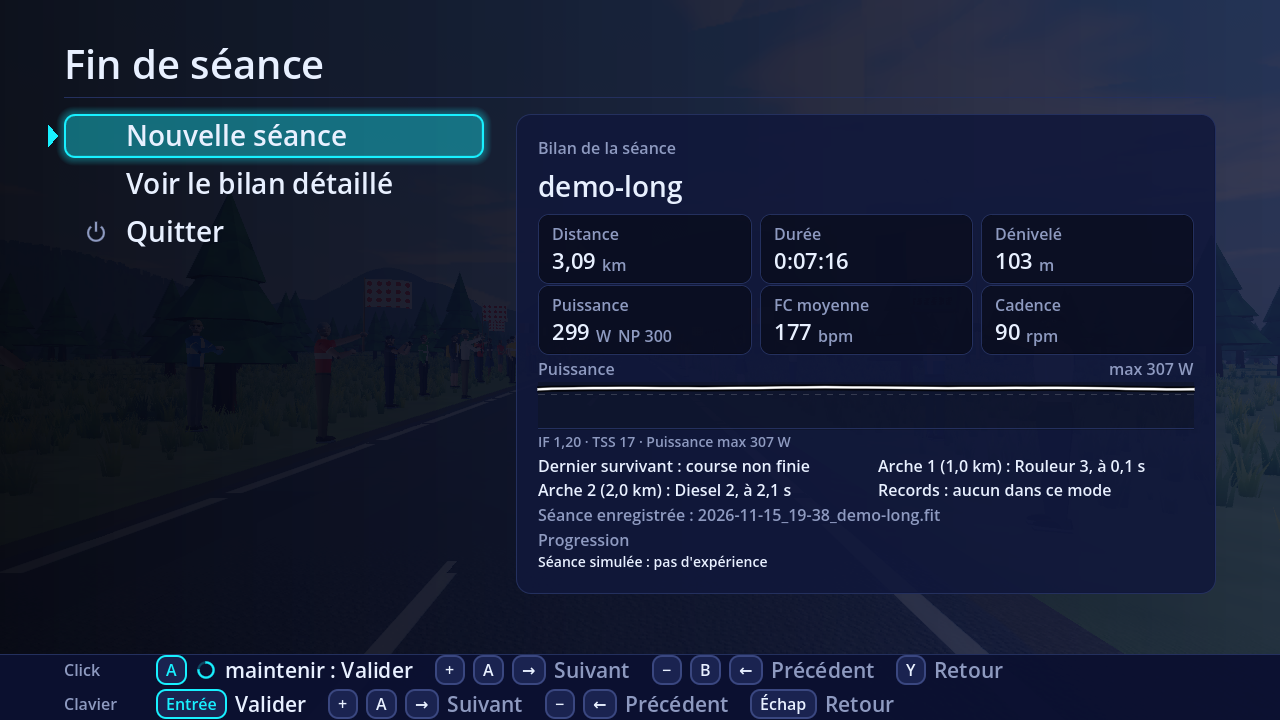 Fin de séance
Nouvelle séance
Voir le bilan détaillé
Quitter
Bilan de la séance
demo-long
Distance
3,09 km
Durée
0:07:16
Dénivelé
103 m
Puissance
299 W NP 300
FC moyenne
177 bpm
Cadence
90 rpm
Puissance max 307 W
IF 1,20 · TSS 17 · Puissance max 307 W
Dernier survivant : course non finie
Arche 1 (1,0 km) : Rouleur 3, à 0,1 s
Arche 2 (2,0 km) : Diesel 2, à 2,1 s
Records : aucun dans ce mode
Séance enregistrée : 2026-11-15_19-38_demo-long.fit
Progression
Séance simulée : pas d'expérience
Click A maintenir : Valider + A → Suivant − B ← Précédent Y Retour
Clavier Entrée Valider + A → Suivant − ← Précédent Échap Retour